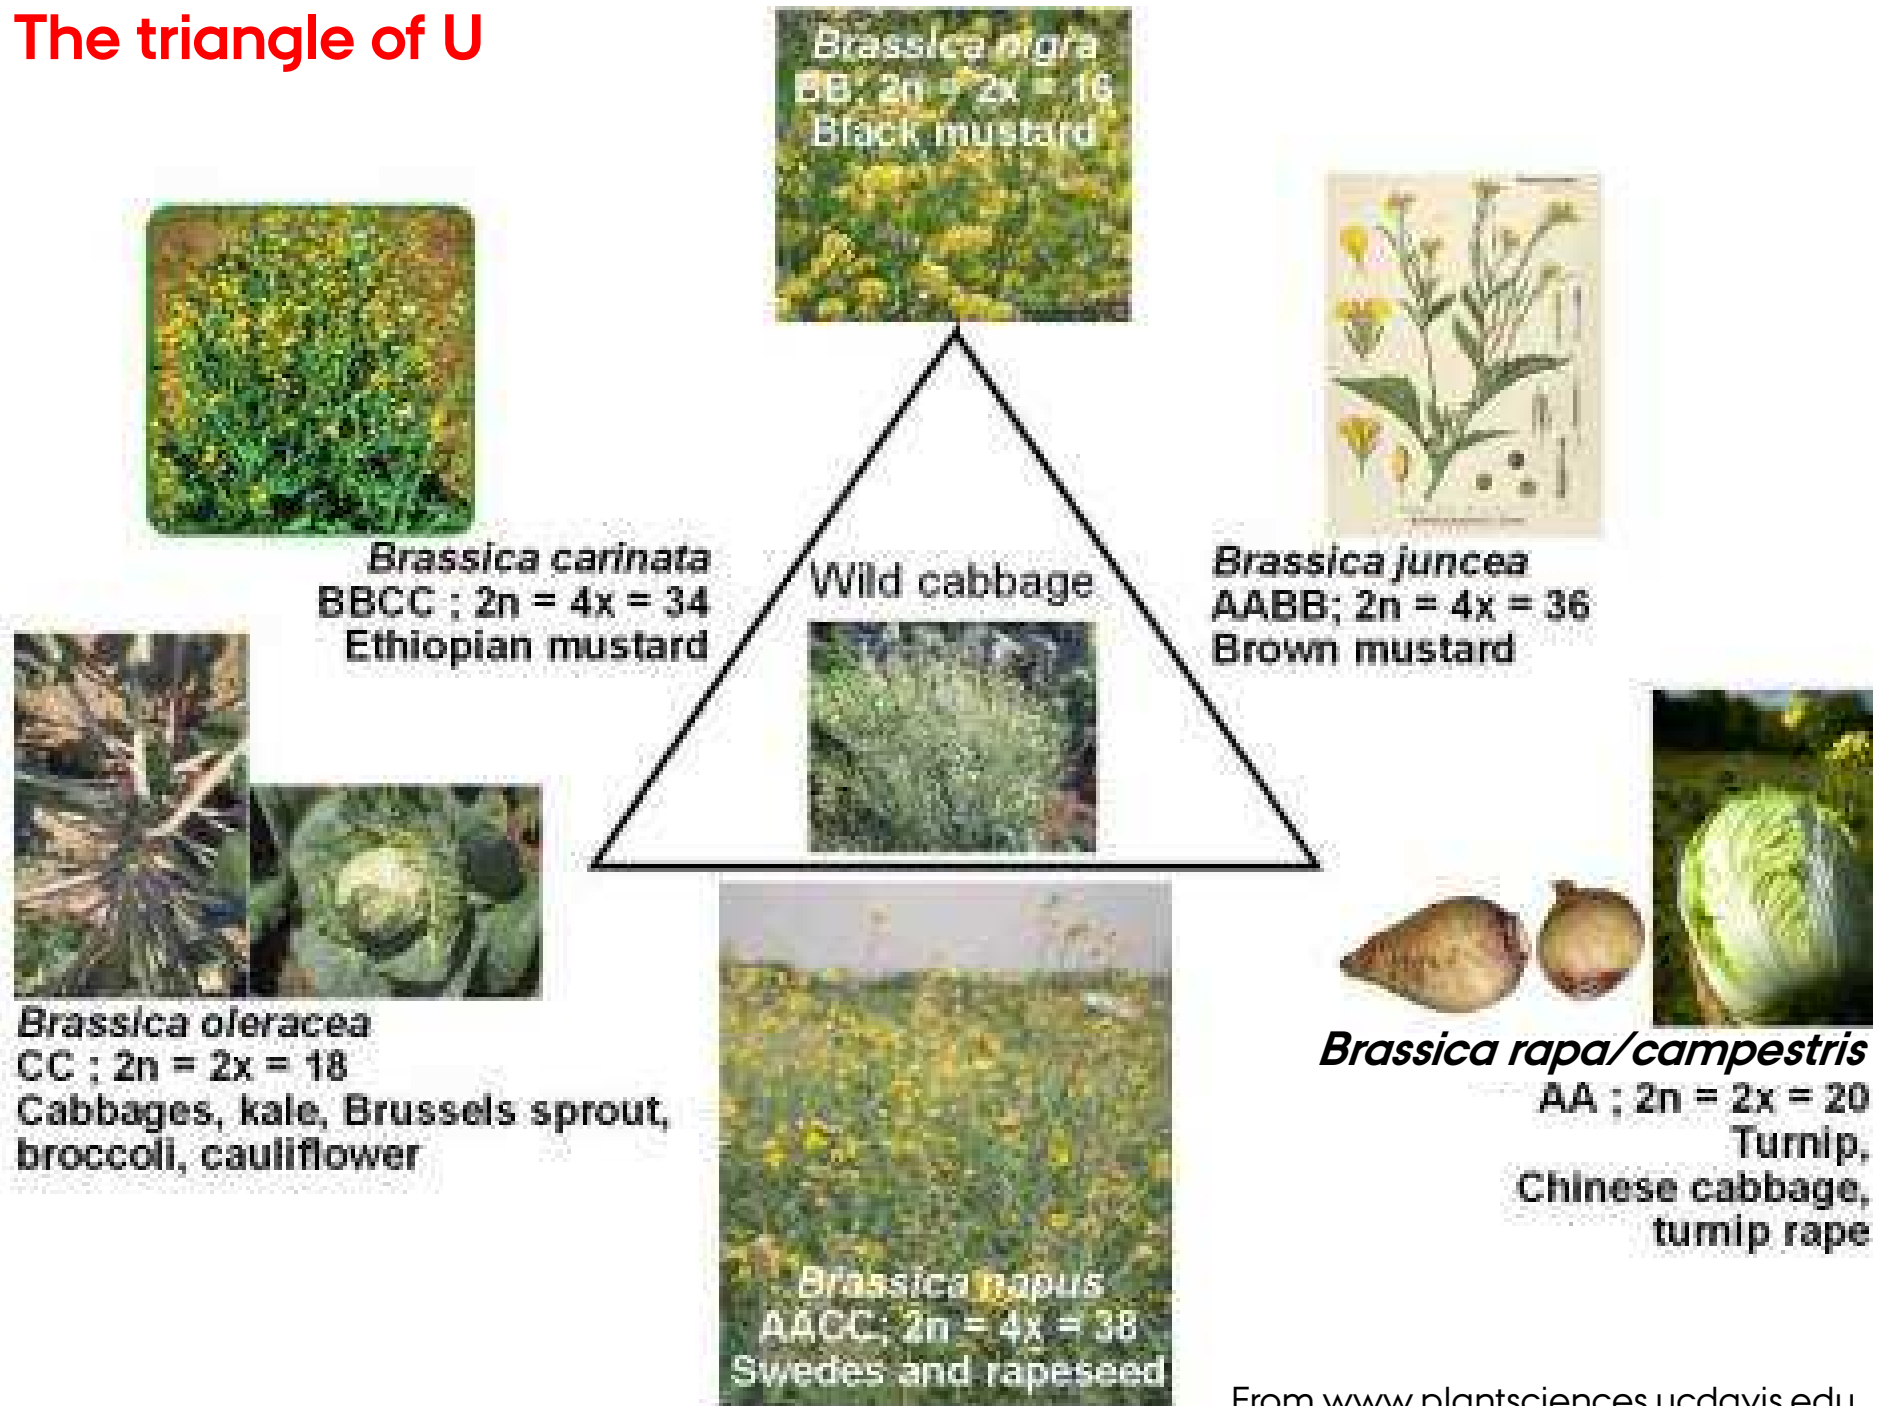 The triangle of U
Brassica nigra
BB; 2n = 2x = 16
Black mustard
Brassica carinata
BBCC ; 2n = 4x = 34
Ethiopian mustard
Wild cabbage
Brassica juncea
AABB; 2n = 4x = 36
Brown mustard
Brassica oleracea
CC ; 2n = 2x = 18
Cabbages, kale, Brussels sprout,
broccoli, cauliflower
Brassica rapa/campestris
AA ; 2n = 2x = 20
Turnip,
Chinese cabbage,
turnip rape
Brassica napus
AACC; 2n = 4x = 38
Swedes and rapeseed
From www.plantsciences.ucdavis.edu